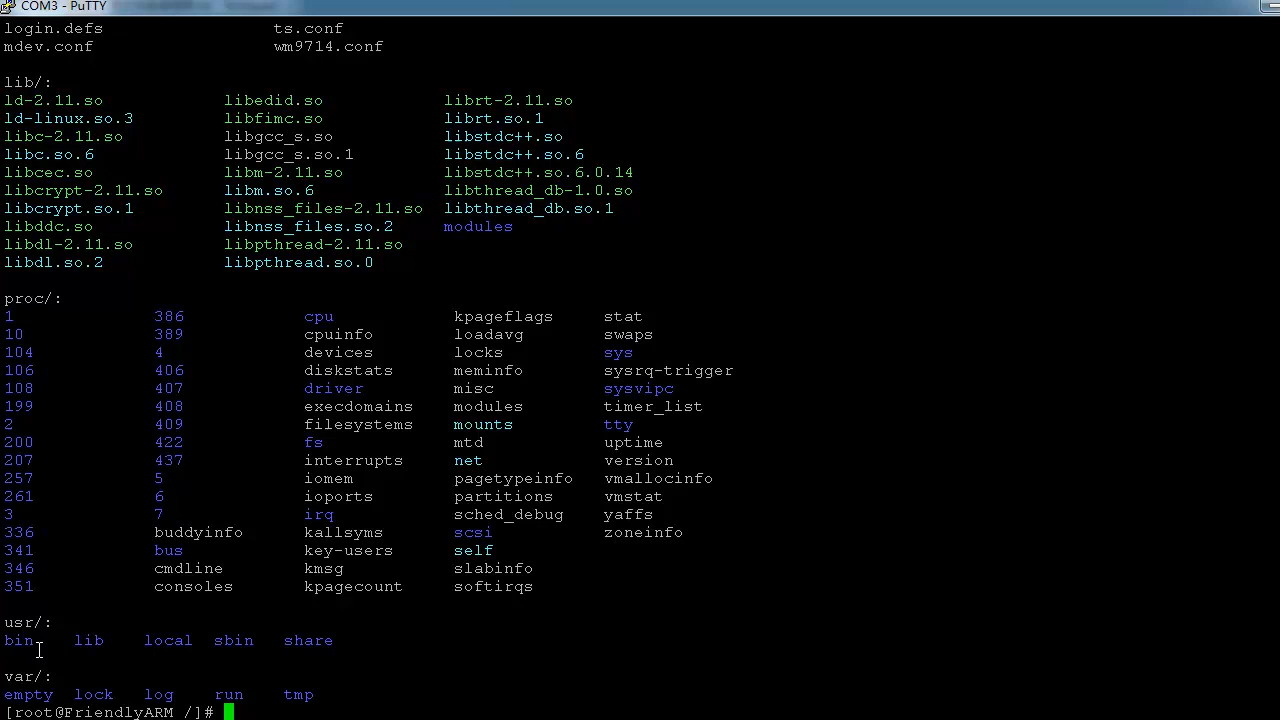 COM3 - PuTTY
login.defs ts.conf
mdev.conf wm9714.conf
lib/:
ld-2.11.so libedid.so librt-2.11.so
ld-linux.so.3 libfimc.so librt.so.1
libc-2.11.so libgcc_s.so libstdc++.so
libc.so.6 libgcc_s.so.1 libstdc++.so.6
libcec.so libm-2.11.so libstdc++.so.6.0.14
libcrypt-2.11.so libm.so.6 libthread_db-1.0.so
libcrypt.so.1 libnss_files-2.11.so libthread_db.so.1
libddc.so libnss_files.so.2 modules
libdl-2.11.so libpthread-2.11.so
libdl.so.2 libpthread.so.0
proc/:
1 386 cpu kpageflags stat
10 389 cpuinfo loadavg swaps
104 4 devices locks sys
106 406 diskstats meminfo sysrq-trigger
108 407 driver misc sysvipc
199 408 execdomains modules timer_list
2 409 filesystems mounts tty
200 422 fs mtd uptime
207 437 interrupts net version
257 5 iomem pagetypeinfo vmallocinfo
261 6 ioports partitions vmstat
3 7 irq sched_debug yaffs
336 buddyinfo kallsyms scsi zoneinfo
341 bus key-users self
346 cmdline kmsg slabinfo
351 consoles kpagecount softirqs
usr/:
bin lib local sbin share
var/:
empty lock log run tmp
[root@FriendlyARM /]#